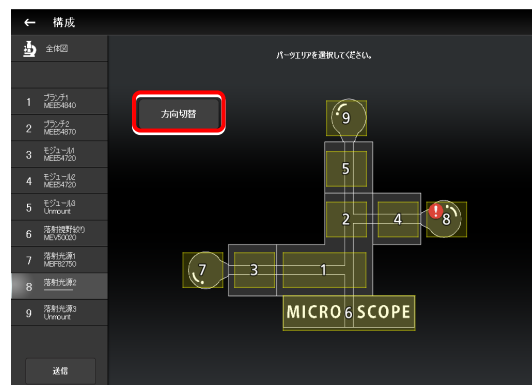 ← 構成
全体図
パーツエリアを選択してください。
方向切替
1 ブランチ1
MEE54840
2 ブランチ2
MEE54870
3 モジュール1
MEE54720
4 モジュール2
MEE54720
5 モジュール3
Unmount
6 落射視野絞り
MEV50020
7 落射光源1
MBF82750
8 落射光源2
9 落射光源3
Unmount
送信
9
5
2
4
!
8
7
3
1
MICRO 6 SCOPE